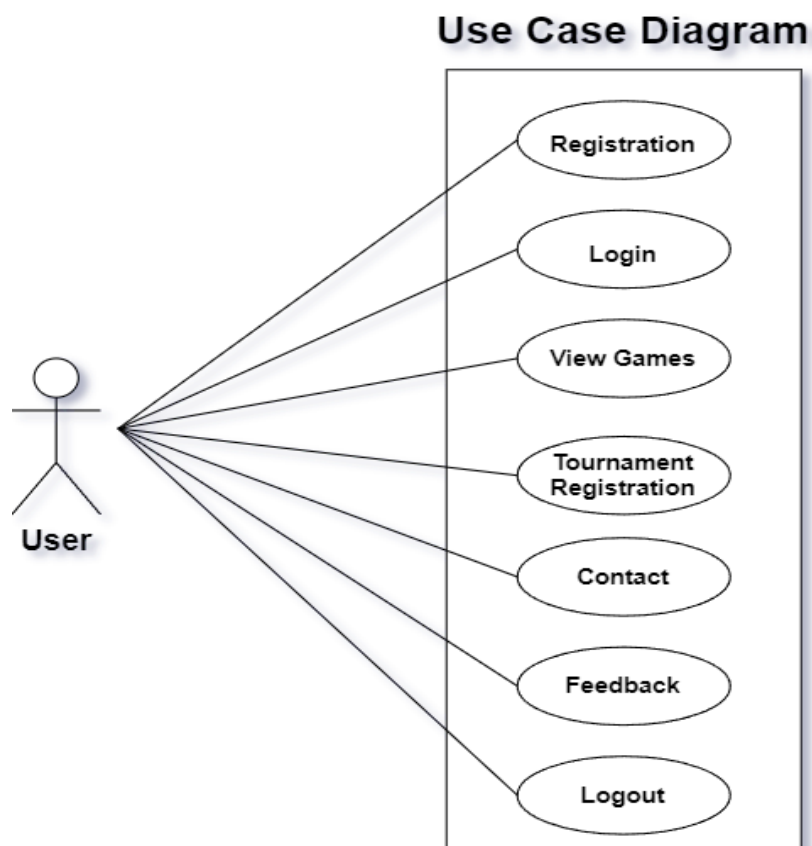 Use Case Diagram
Registration
Login
View Games
Tournament
Registration
Contact
Feedback
Logout
User